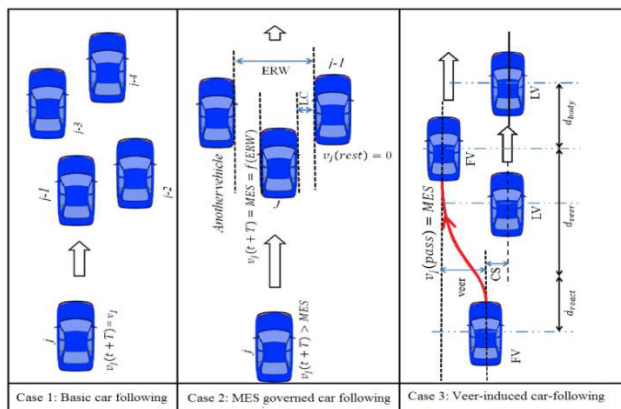 j-4
j-3
j-1
j-2
j
v_j(t+T) = v_1
Case 1: Basic car following
ERW
j-1
LC
Another vehicle
v_j(t + T) = MES = f(ERW)
J
v_j(rest) = 0
j
v_j(t+T) > MES
Case 2: MES governed car following
LV
d_body
FV
v_j(pass) = MES
LV
d_veer
veer
CS
d_react
FV
Case 3: Veer-induced car-following